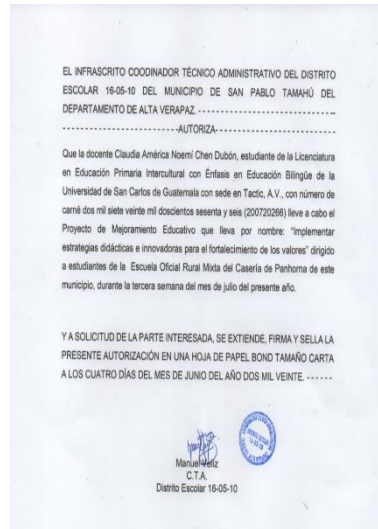 EL INFRASCRITO COODINADOR TÉCNICO ADMINISTRATIVO DEL DISTRITO
ESCOLAR 16-05-10 DEL MUNICIPIO DE SAN PABLO TAMAHÚ DEL
DEPARTAMENTO DE ALTA VERAPAZ. - - - - - - - - - - - - - - - - - - - - - - - - - - - - - -
- - - - - - - - - - - - - - - - - - - - - - - - -AUTORIZA- - - - - - - - - - - - - - - - - - - - - - - - - -
Que la docente Claudia América Noemí Chen Dubón, estudiante de la Licenciatura
en Educación Primaria Intercultural con Énfasis en Educación Bilingüe de la
Universidad de San Carlos de Guatemala con sede en Tactic, A.V., con número de
carné dos mil siete veinte mil doscientos sesenta y seis (200720266) lleve a cabo el
Proyecto de Mejoramiento Educativo que lleva por nombre: "Implementar
estrategias didácticas e innovadoras para el fortalecimiento de los valores" dirigido
a estudiantes de la Escuela Oficial Rural Mixta del Casería de Panhorna de este
municipio, durante la tercera semana del mes de julio del presente año.
Y A SOLICITUD DE LA PARTE INTERESADA, SE EXTIENDE, FIRMA Y SELLA LA
PRESENTE AUTORIZACIÓN EN UNA HOJA DE PAPEL BOND TAMAÑO CARTA
A LOS CUATRO DÍAS DEL MES DE JUNIO DEL AÑO DOS MIL VEINTE. - - - - - -
Manuel Veliz
C.T.A.
Distrito Escolar 16-05-10